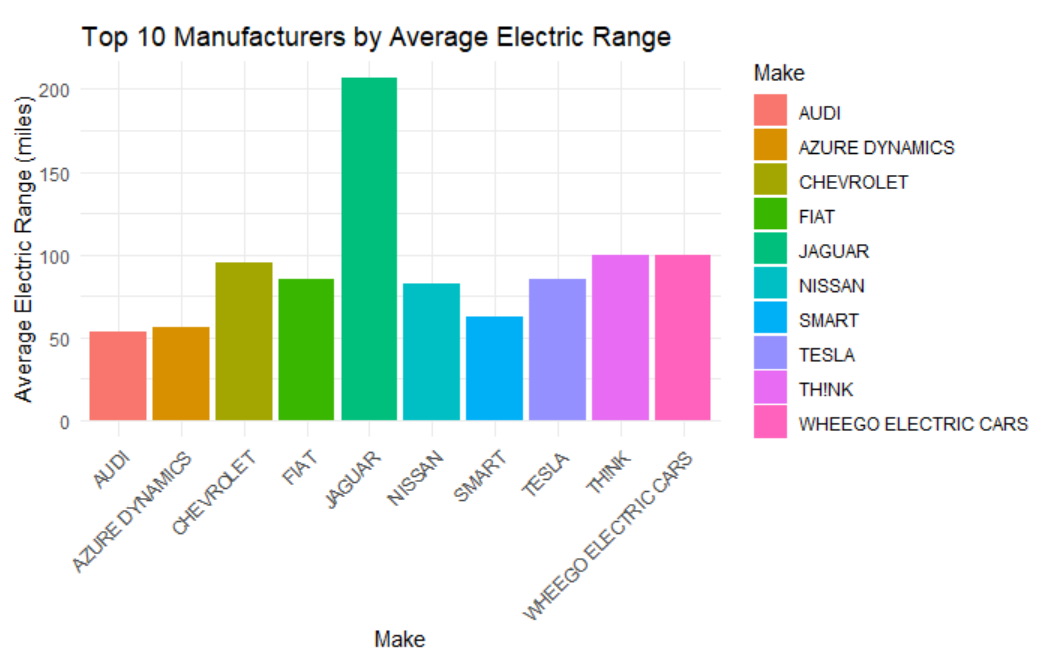 Top 10 Manufacturers by Average Electric Range
Average Electric Range (miles)
200
150
100
50
0
AUDI
AZURE DYNAMICS
CHEVROLET
FIAT
JAGUAR
NISSAN
SMART
TESLA
TH!NK
WHEEGO ELECTRIC CARS
Make
Make
AUDI
AZURE DYNAMICS
CHEVROLET
FIAT
JAGUAR
NISSAN
SMART
TESLA
TH!NK
WHEEGO ELECTRIC CARS